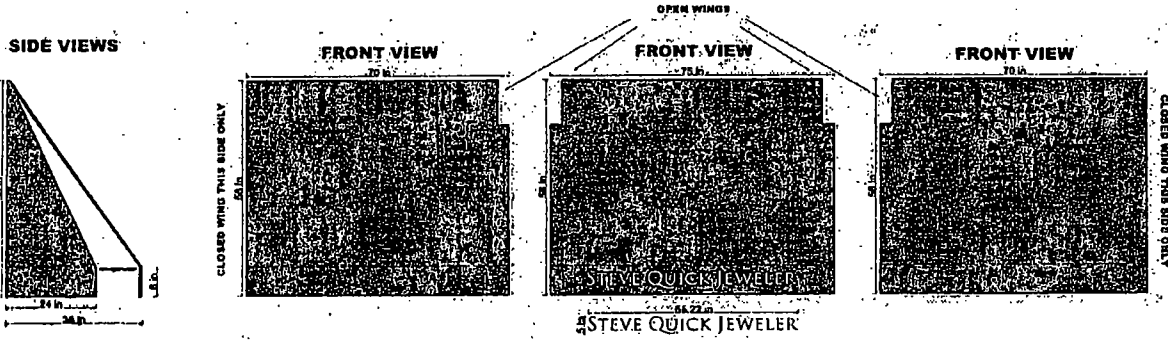 OPEN WINGS
SIDE VIEWS
FRONT VIEW
FRONT VIEW
FRONT VIEW
70 in
75 in
70 in
CLOSED WING THIS SIDE ONLY
CLOSED WING THIS SIDE ONLY
STEVE QUICK JEWELER
24 in
STEVE QUICK JEWELER